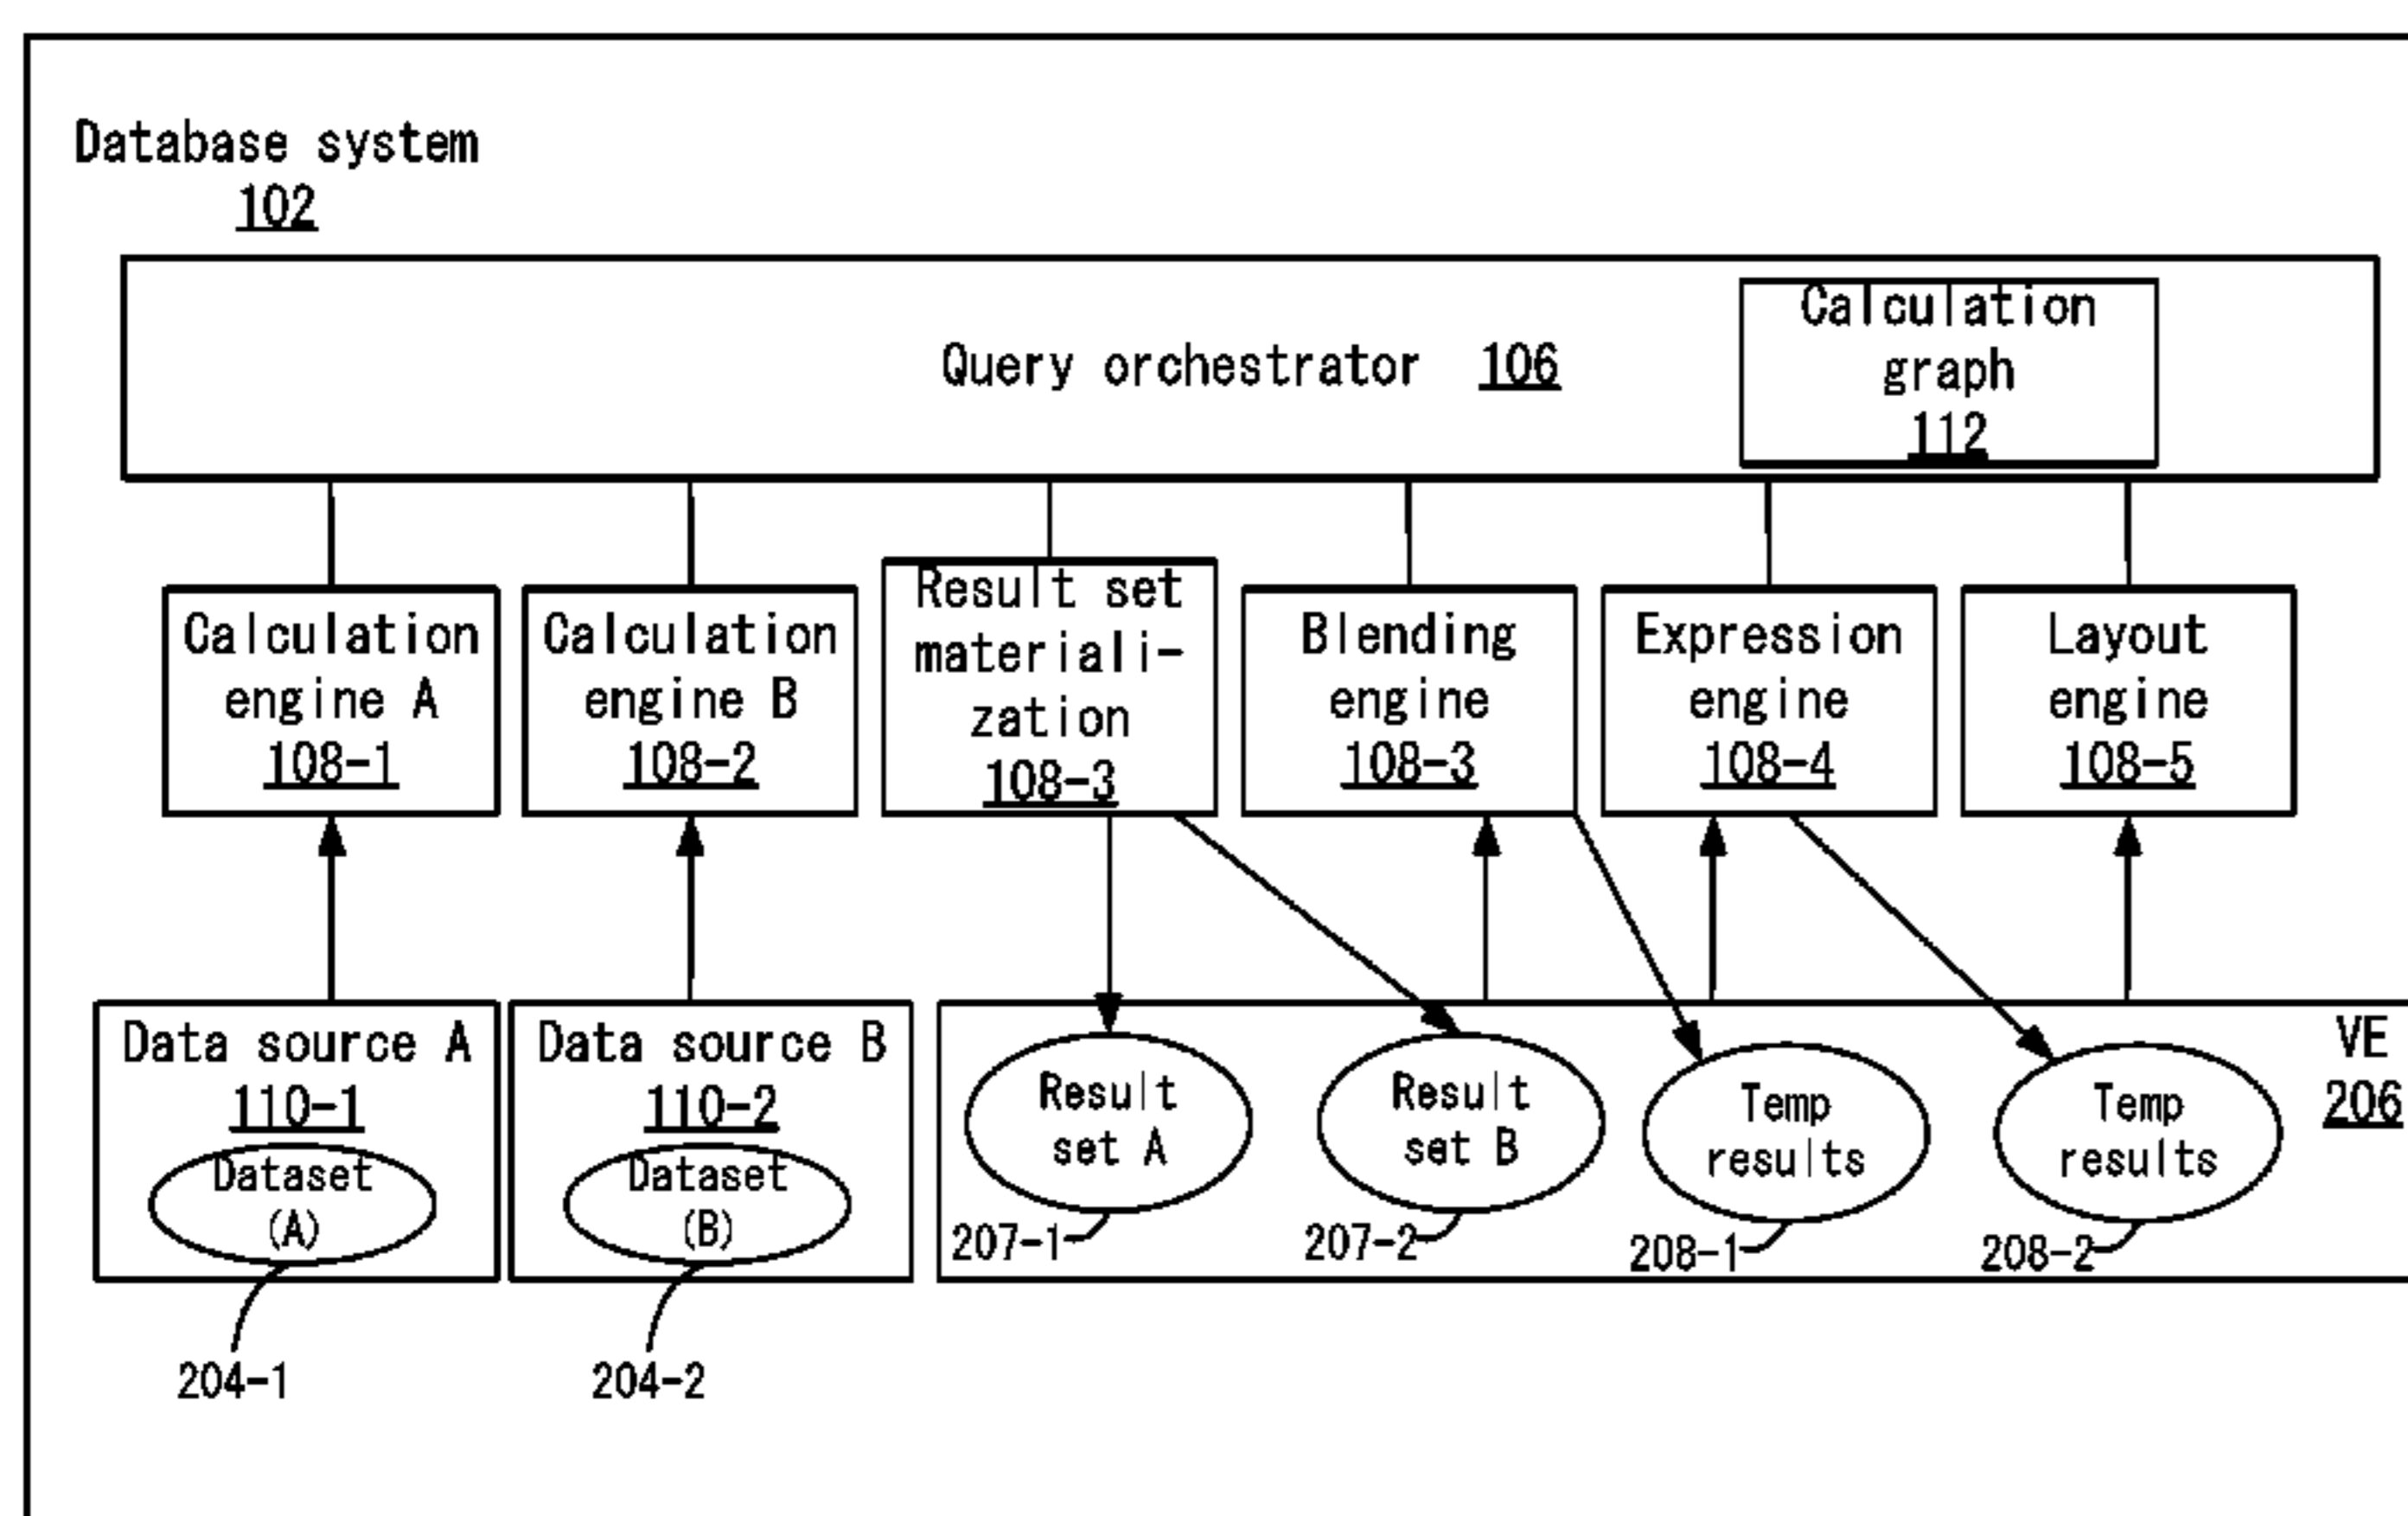 Database system
102
Query orchestrator 106
Calculation
graph
112
Calculation
engine A
108-1
Calculation
engine B
108-2
Result set
materiali-
zation
108-3
Blending
engine
108-3
Expression
engine
108-4
Layout
engine
108-5
Data source A
110-1
Dataset
(A)
204-1
Data source B
110-2
Dataset
(B)
204-2
Result
set A
207-1
Result
set B
207-2
Temp
results
208-1
Temp
results
208-2
VE
206